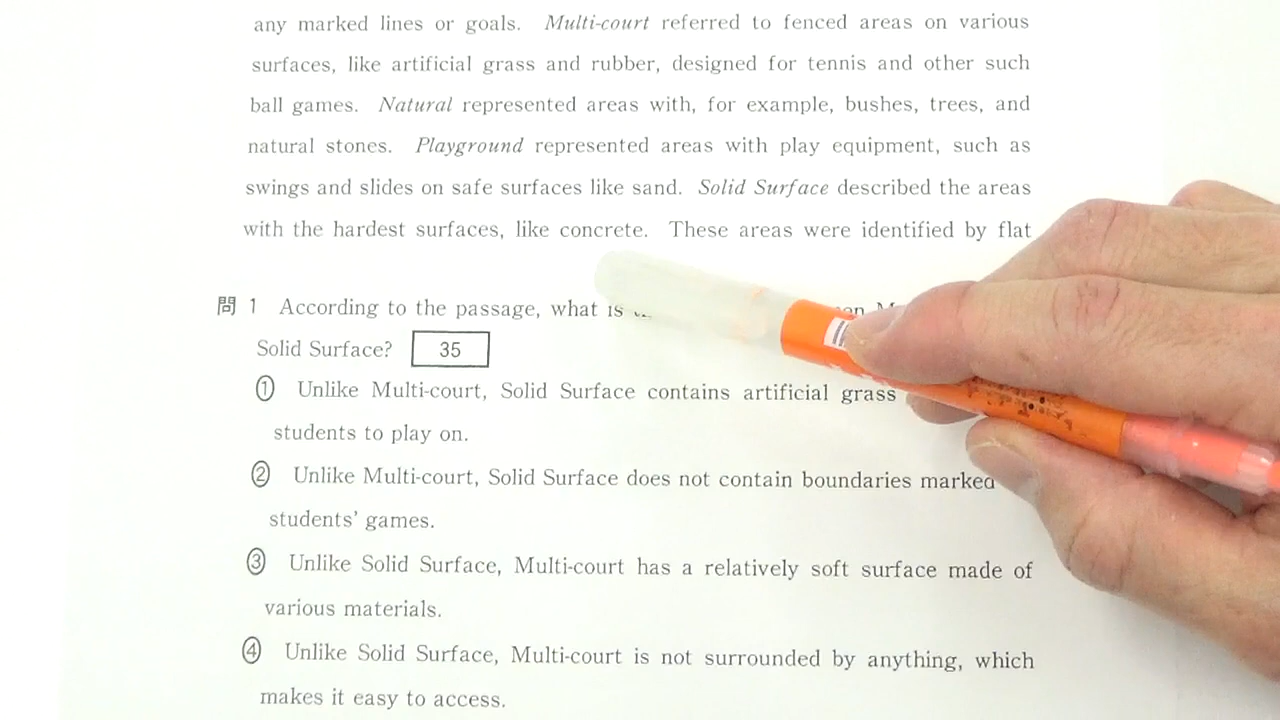 any marked lines or goals. Multi-court referred to fenced areas on various
surfaces, like artificial grass and rubber, designed for tennis and other such
ball games. Natural represented areas with, for example, bushes, trees, and
natural stones. Playground represented areas with play equipment, such as
swings and slides on safe surfaces like sand. Solid Surface described the areas
with the hardest surfaces, like concrete. These areas were identified by flat
問 1 According to the passage, what is
Solid Surface? 35
① Unlike Multi-court, Solid Surface contains artificial grass
students to play on.
② Unlike Multi-court, Solid Surface does not contain boundaries marked
students' games.
③ Unlike Solid Surface, Multi-court has a relatively soft surface made of
various materials.
④ Unlike Solid Surface, Multi-court is not surrounded by anything, which
makes it easy to access.